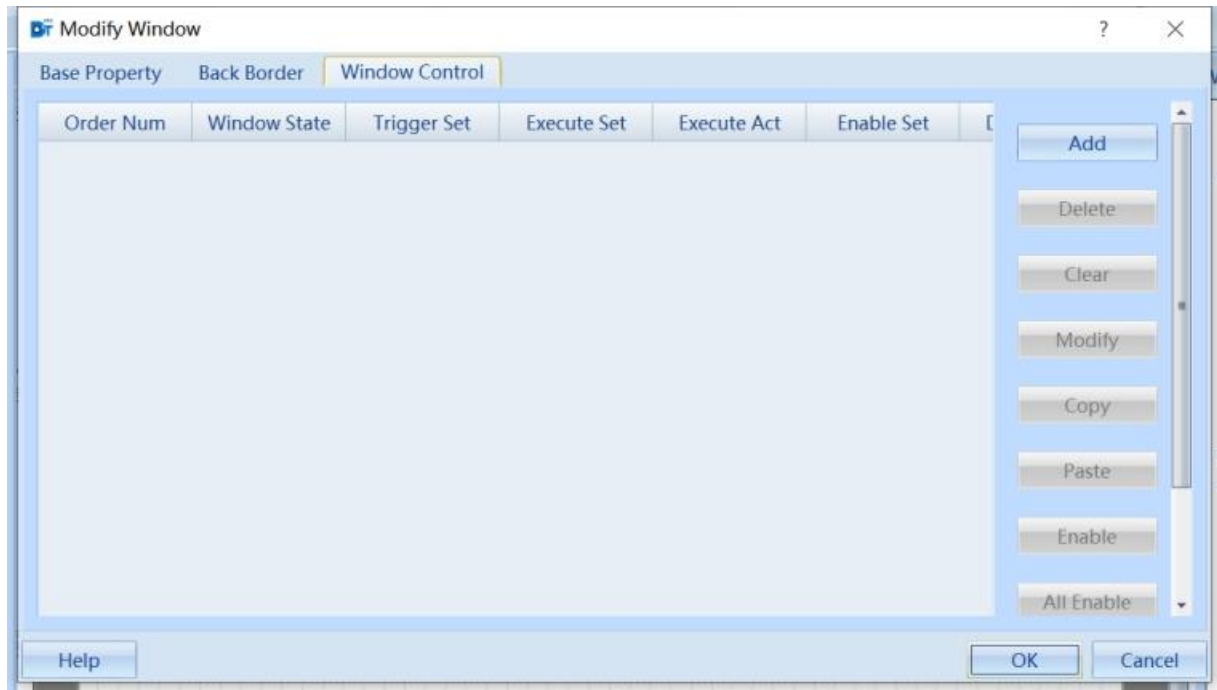 DT Modify Window ?
Base Property Back Border Window Control
Order Num Window State Trigger Set Execute Set Execute Act Enable Set
Add
Delete
Clear
Modify
Copy
Paste
Enable
All Enable
Help OK Cancel